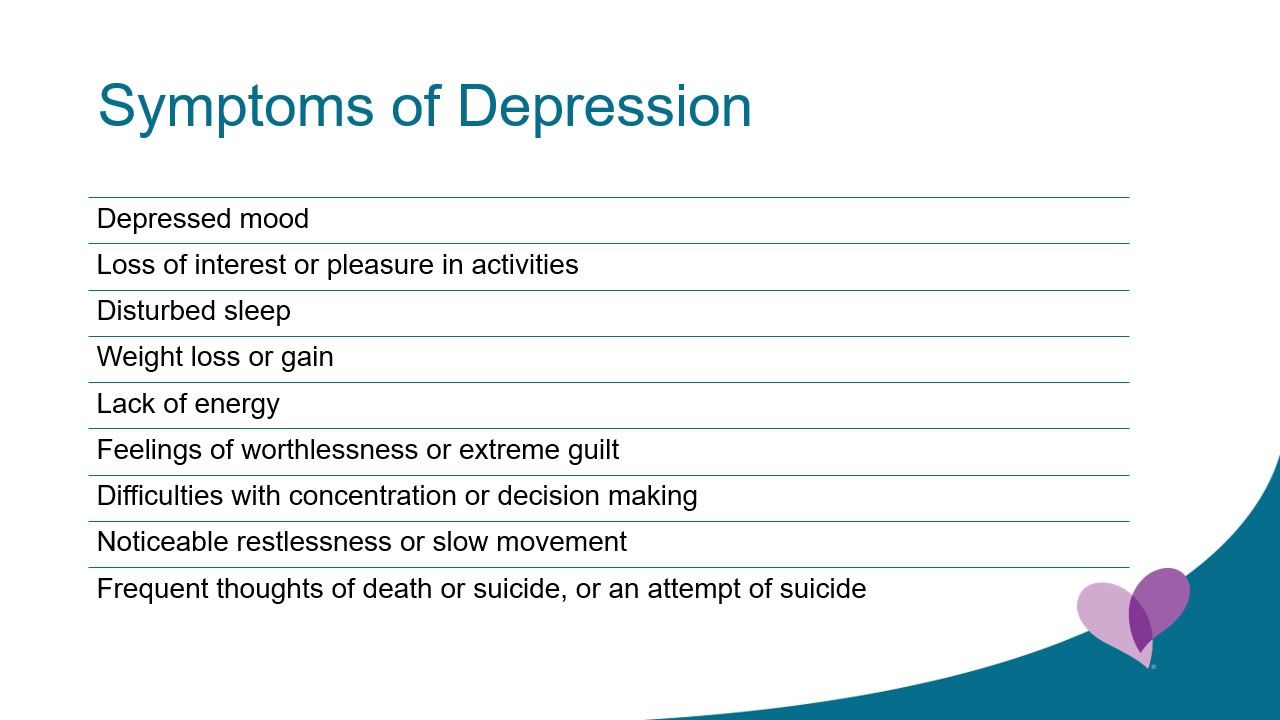 Symptoms of Depression
Depressed mood
Loss of interest or pleasure in activities
Disturbed sleep
Weight loss or gain
Lack of energy
Feelings of worthlessness or extreme guilt
Difficulties with concentration or decision making
Noticeable restlessness or slow movement
Frequent thoughts of death or suicide, or an attempt of suicide
®